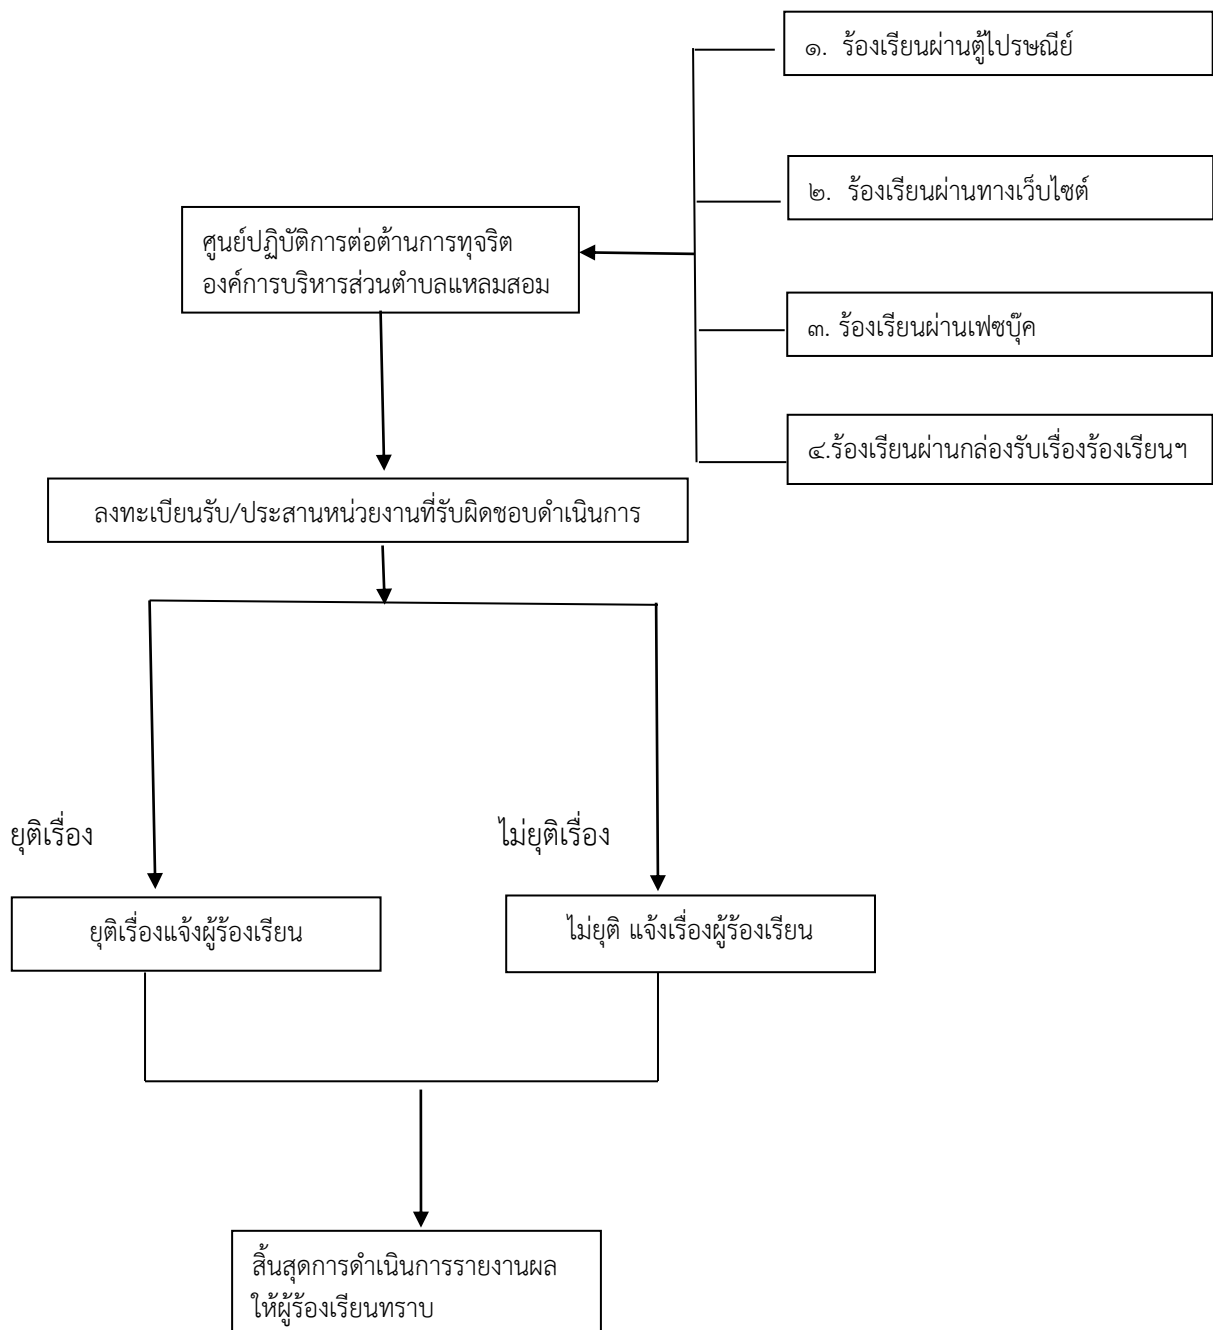 ๑. ร้องเรียนผ่านตู้ไปรษณีย์
๒. ร้องเรียนผ่านทางเว็บไซต์
ศูนย์ปฏิบัติการต่อต้านการทุจริต
องค์การบริหารส่วนตำบลแหลมสอม
๓. ร้องเรียนผ่านเฟซบุ๊ค
๔.ร้องเรียนผ่านกล่องรับเรื่องร้องเรียนฯ
ลงทะเบียนรับ/ประสานหน่วยงานที่รับผิดชอบดำเนินการ
ยุติเรื่อง
ไม่ยุติเรื่อง
ยุติเรื่องแจ้งผู้ร้องเรียน
ไม่ยุติ แจ้งเรื่องผู้ร้องเรียน
สิ้นสุดการดำเนินการรายงานผล
ให้ผู้ร้องเรียนทราบ